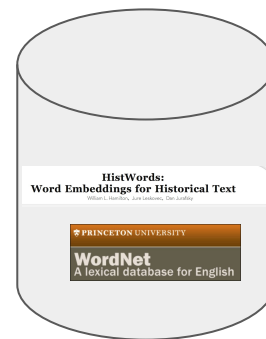 HistWords:
Word Embeddings for Historical Text
William L. Hamilton, Jure Leskovec, Dan Jurafsky
PRINCETON UNIVERSITY
WordNet
A lexical database for English